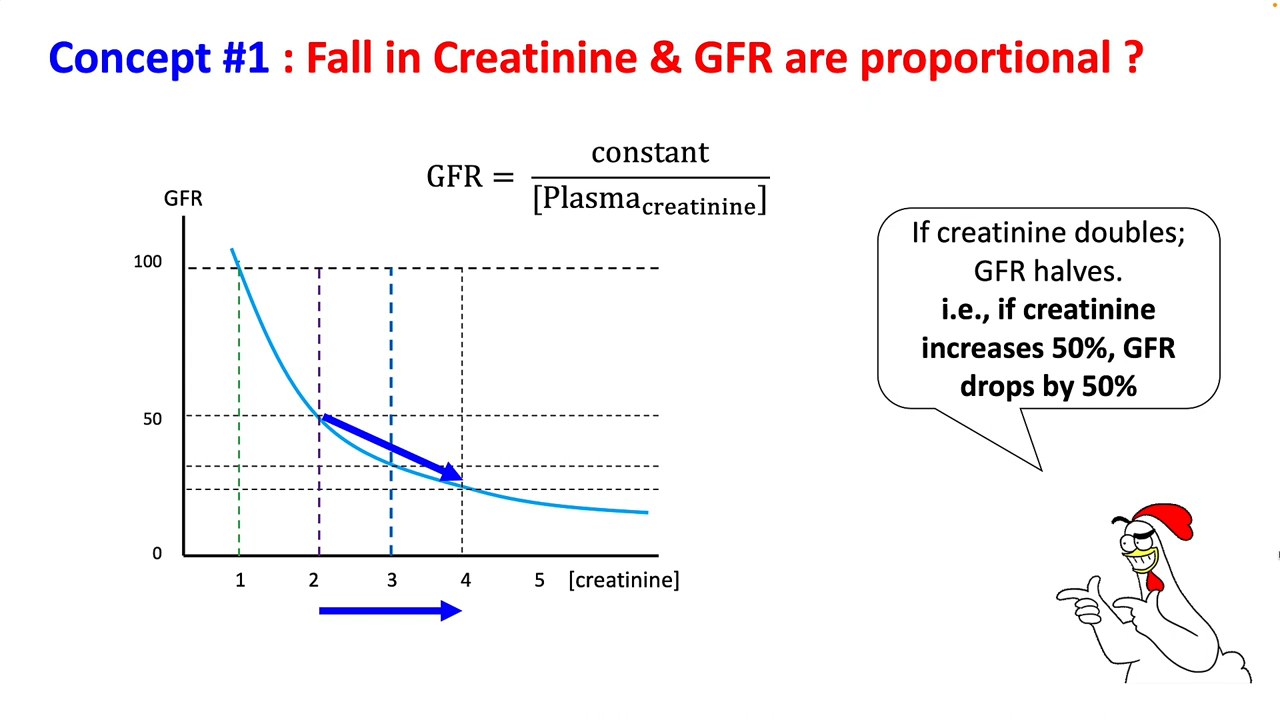 Concept #1 : Fall in Creatinine & GFR are proportional ?
GFR = constant / [Plasma creatinine]
GFR
100
50
0
1 2 3 4 5 [creatinine]
If creatinine doubles;
GFR halves.
i.e., if creatinine
increases 50%, GFR
drops by 50%